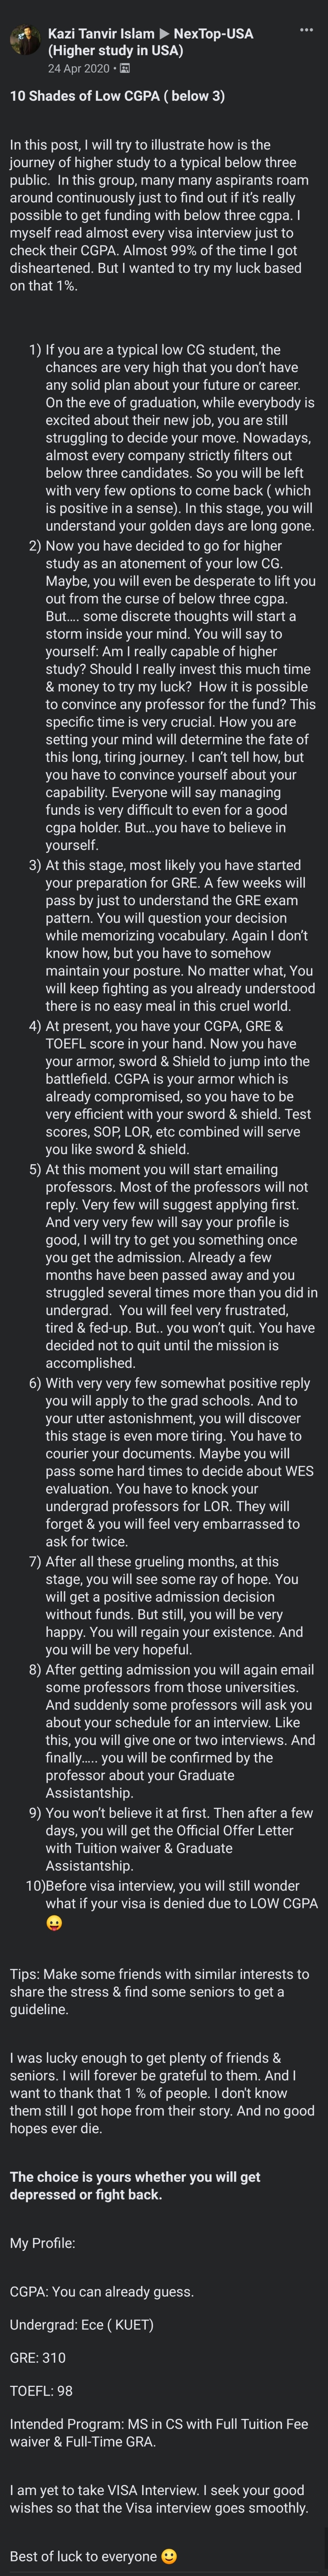 Kazi Tanvir Islam ▶ NexTop-USA
(Higher study in USA)
24 Apr 2020 •
10 Shades of Low CGPA ( below 3)
In this post, I will try to illustrate how is the
journey of higher study to a typical below three
public.  In this group, many many aspirants roam
around continuously just to find out if it's really
possible to get funding with below three cgpa. I
myself read almost every visa interview just to
check their CGPA. Almost 99% of the time I got
disheartened. But I wanted to try my luck based
on that 1%.
1) If you are a typical low CG student, the
chances are very high that you don't have
any solid plan about your future or career.
On the eve of graduation, while everybody is
excited about their new job, you are still
struggling to decide your move. Nowadays,
almost every company strictly filters out
below three candidates. So you will be left
with very few options to come back ( which
is positive in a sense). In this stage, you will
understand your golden days are long gone.
2) Now you have decided to go for higher
study as an atonement of your low CG.
Maybe, you will even be desperate to lift you
out from the curse of below three cgpa.
But.... some discrete thoughts will start a
storm inside your mind. You will say to
yourself: Am I really capable of higher
study? Should I really invest this much time
& money to try my luck?  How it is possible
to convince any professor for the fund? This
specific time is very crucial. How you are
setting your mind will determine the fate of
this long, tiring journey. I can't tell how, but
you have to convince yourself about your
capability. Everyone will say managing
funds is very difficult to even for a good
cgpa holder. But...you have to believe in
yourself.
3) At this stage, most likely you have started
your preparation for GRE. A few weeks will
pass by just to understand the GRE exam
pattern. You will question your decision
while memorizing vocabulary. Again I don't
know how, but you have to somehow
maintain your posture. No matter what, You
will keep fighting as you already understood
there is no easy meal in this cruel world.
4) At present, you have your CGPA, GRE &
TOEFL score in your hand. Now you have
your armor, sword & Shield to jump into the
battlefield. CGPA is your armor which is
already compromised, so you have to be
very efficient with your sword & shield. Test
scores, SOP, LOR, etc combined will serve
you like sword & shield.
5) At this moment you will start emailing
professors. Most of the professors will not
reply. Very few will suggest applying first.
And very very few will say your profile is
good, I will try to get you something once
you get the admission. Already a few
months have been passed away and you
struggled several times more than you did in
undergrad.  You will feel very frustrated,
tired & fed-up. But.. you won't quit. You have
decided not to quit until the mission is
accomplished.
6) With very very few somewhat positive reply
you will apply to the grad schools. And to
your utter astonishment, you will discover
this stage is even more tiring. You have to
courier your documents. Maybe you will
pass some hard times to decide about WES
evaluation. You have to knock your
undergrad professors for LOR. They will
forget & you will feel very embarrassed to
ask for twice.
7) After all these grueling months, at this
stage, you will see some ray of hope. You
will get a positive admission decision
without funds. But still, you will be very
happy. You will regain your existence. And
you will be very hopeful.
8) After getting admission you will again email
some professors from those universities.
And suddenly some professors will ask you
about your schedule for an interview. Like
this, you will give one or two interviews. And
finally..... you will be confirmed by the
professor about your Graduate
Assistantship.
9) You won't believe it at first. Then after a few
days, you will get the Official Offer Letter
with Tuition waiver & Graduate
Assistantship.
10)Before visa interview, you will still wonder
what if your visa is denied due to LOW CGPA
😛
Tips: Make some friends with similar interests to
share the stress & find some seniors to get a
guideline.
I was lucky enough to get plenty of friends &
seniors. I will forever be grateful to them. And I
want to thank that 1 % of people. I don't know
them still I got hope from their story. And no good
hopes ever die.
The choice is yours whether you will get
depressed or fight back.
My Profile:
CGPA: You can already guess.
Undergrad: Ece ( KUET)
GRE: 310
TOEFL: 98
Intended Program: MS in CS with Full Tuition Fee
waiver & Full-Time GRA.
I am yet to take VISA Interview. I seek your good
wishes so that the Visa interview goes smoothly.
Best of luck to everyone 🙂